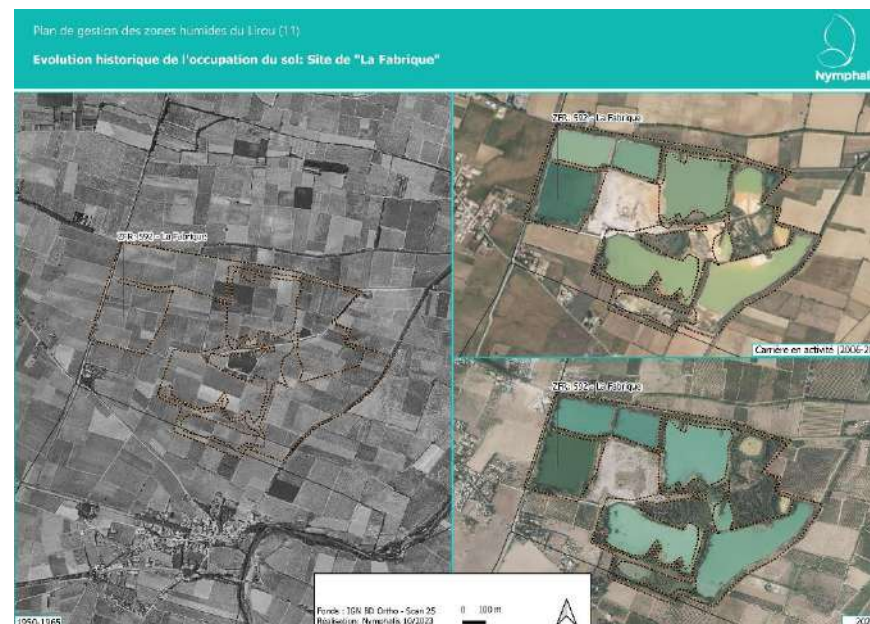 Plan de gestion des zones humides du Lirou (11)
Evolution historique de l'occupation du sol: Site de "La Fabrique"
Nymphal
ZFR: 592 - La Fabrique
ZFR: 592 - La Fabrique
Carrière en activité (2006-2
ZFR: 592 - La Fabrique
1950-1965
Fonds : IGN BD Ortho - Scan 25
Réalisation: Nymphalis 10/2023
0 100 m
202